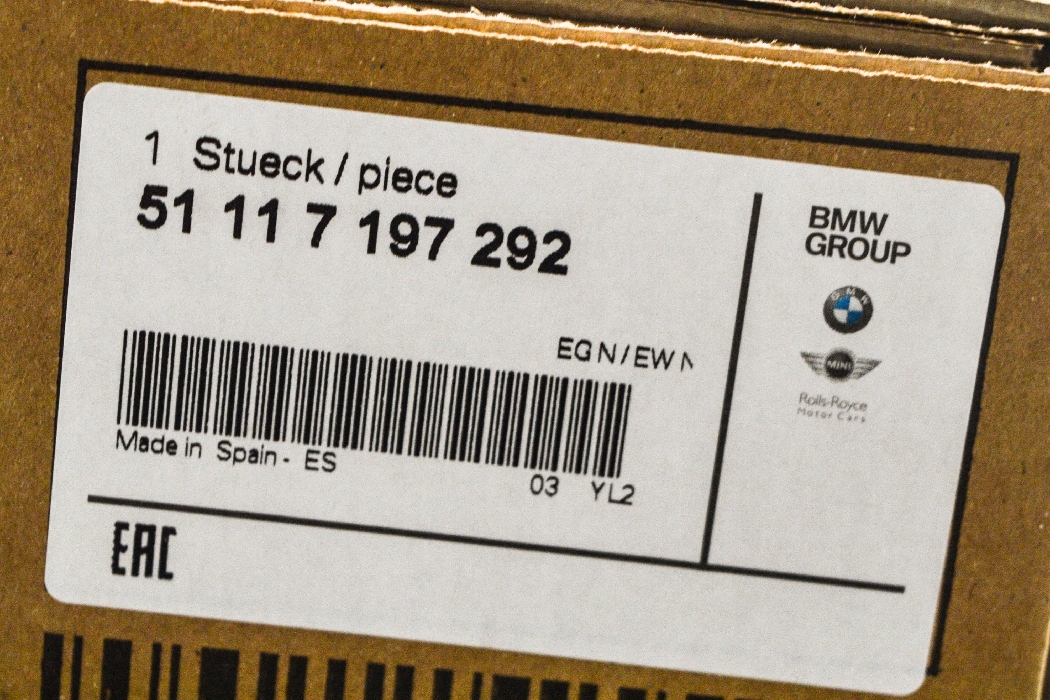 1 Stueck / piece
51 11 7 197 292
EGN/EWN
Made in Spain - ES
03 YL2
EAC
BMW
GROUP
BMW
MINI
Rolls-Royce
Motor Cars